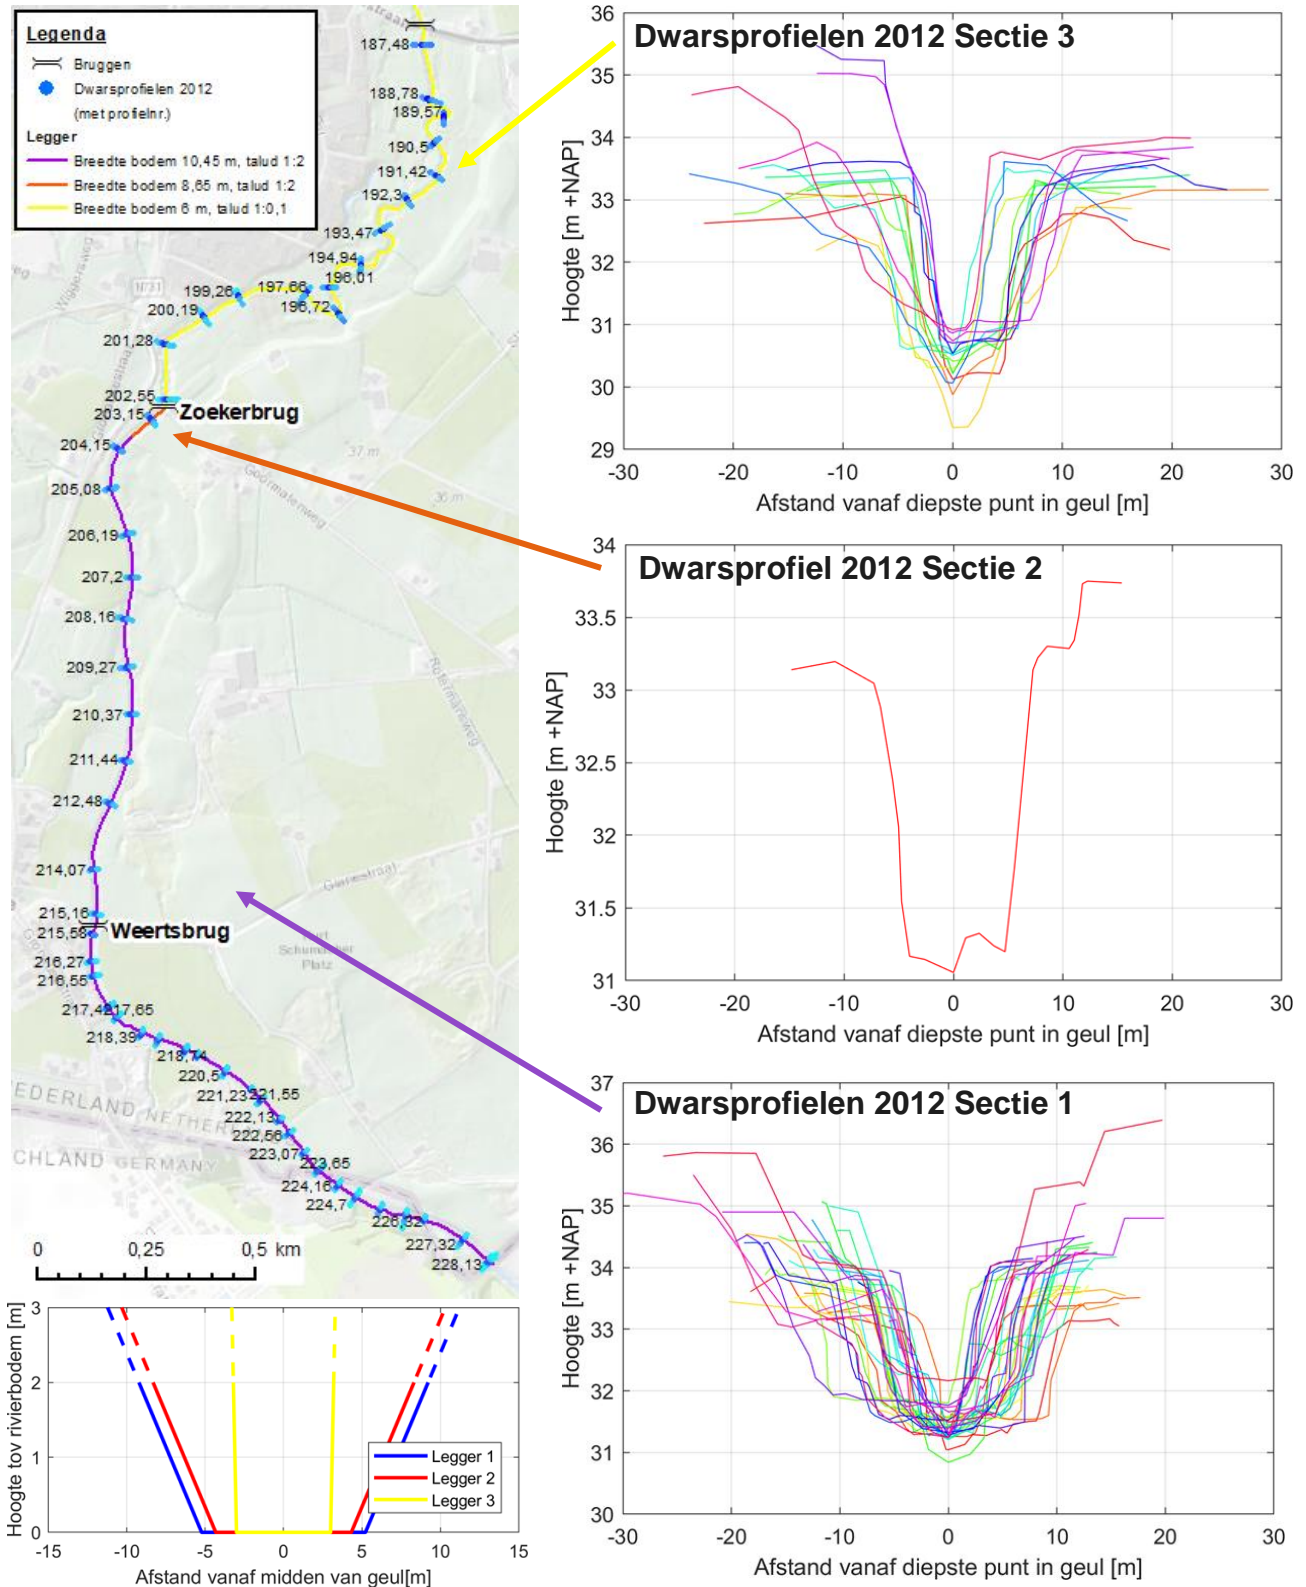 Legenda
Bruggen
Dwarsprofielen 2012
(met profielnr.)
Legger
Breedte bodem 10,45 m, talud 1:2
Breedte bodem 8,65 m, talud 1:2
Breedte bodem 6 m, talud 1:0,1
187,48
188,78
189,57
190,5
191,42
192,3
193,47
194,94
196,01
197,66
196,72
199,26
200,19
201,28
202,55
203,15
Zoekerbrug
204,15
205,08
206,19
207,2
208,16
209,27
210,37
211,44
212,48
214,07
215,16
215,58
Weertsbrug
216,27
216,55
217,42
217,65
218,39
218,74
220,5
221,23
221,55
222,13
222,56
223,07
223,65
224,16
224,7
226,32
227,32
228,13
N731
Wiggersweg
37 m
36 m
Goormatenweg
Rotermansweg
Glanestraat
Kurt
Schumacher
Platz
EDERLAND NETHER
CHLAND GERMANY
0 0,25 0,5 km
Dwarsprofielen 2012 Sectie 3
Hoogte [m +NAP]
36
35
34
33
32
31
30
29
-30 -20 -10 0 10 20 30
Afstand vanaf diepste punt in geul [m]
Dwarsprofiel 2012 Sectie 2
Hoogte [m +NAP]
34
33.5
33
32.5
32
31.5
31
-30 -20 -10 0 10 20 30
Afstand vanaf diepste punt in geul [m]
Dwarsprofielen 2012 Sectie 1
Hoogte [m +NAP]
37
36
35
34
33
32
31
30
-30 -20 -10 0 10 20 30
Afstand vanaf diepste punt in geul [m]
Hoogte tov rivierbodem [m]
3
2
1
0
Legger 1
Legger 2
Legger 3
-15 -10 -5 0 5 10 15
Afstand vanaf midden van geul[m]